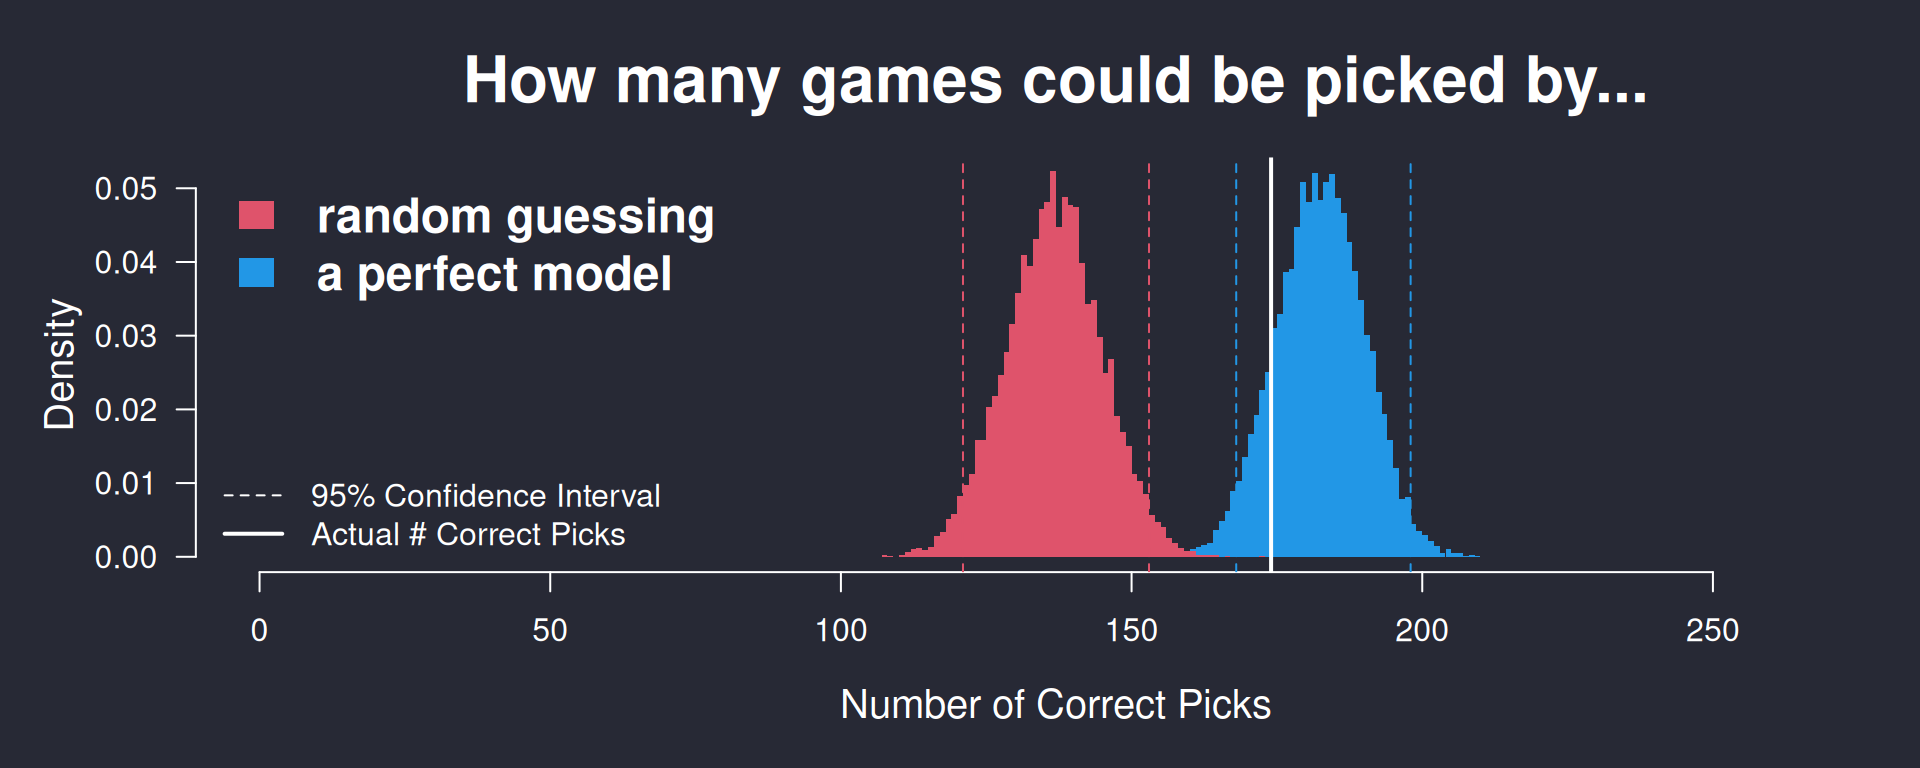 How many games could be picked by...
random guessing
a perfect model
95% Confidence Interval
Actual # Correct Picks
Density
0.05
0.04
0.03
0.02
0.01
0.00
0 50 100 150 200 250
Number of Correct Picks